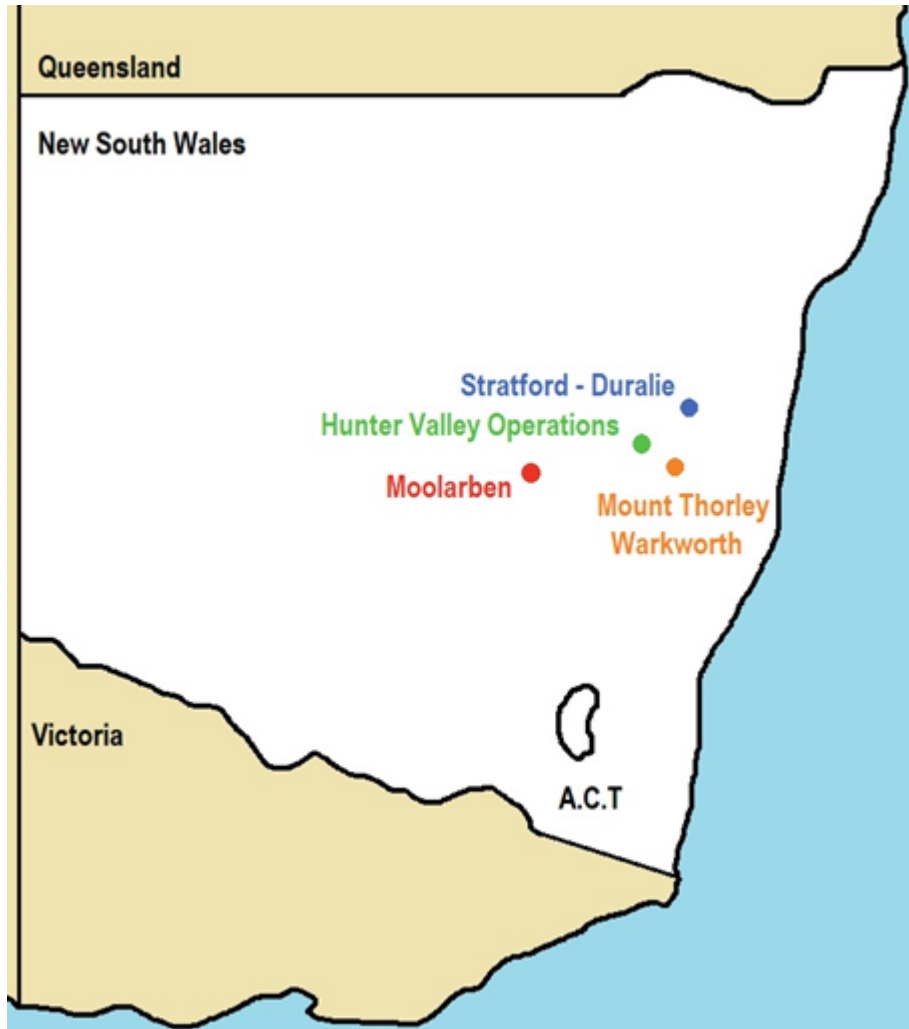 Queensland
New South Wales
Stratford - Duralie
Hunter Valley Operations
Moolarben
Mount Thorley
Warkworth
Victoria
A.C.T